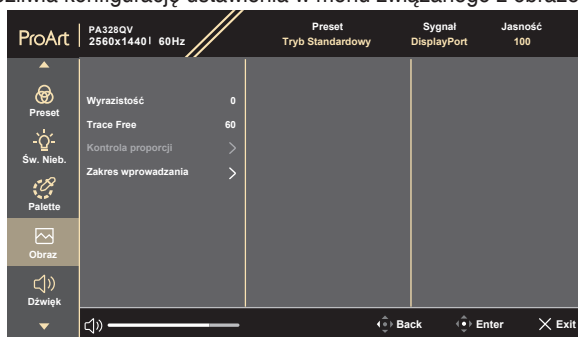 ProArt
PA328QV
2560x1440 60Hz
Preset
Tryb Standardowy
Sygnał
DisplayPort
Jasność
100
Preset
Św. Nieb.
Palette
Obraz
Dźwięk
Wyrazistość 0
Trace Free 60
Kontrola proporcji
Zakres wprowadzania
Back
Enter
Exit